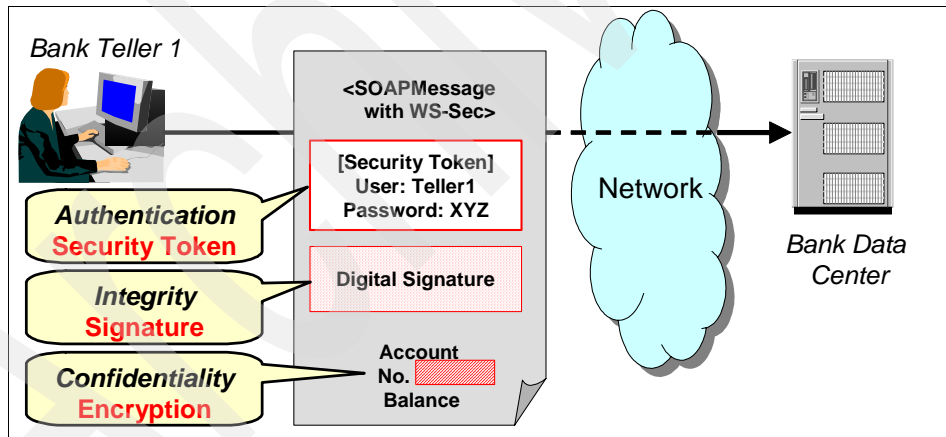 Bank Teller 1
<SOAPMessage
with WS-Sec>
[Security Token]
User: Teller1
Password: XYZ
Authentication
Security Token
Digital Signature
Integrity
Signature
Account
No.
Balance
Confidentiality
Encryption
Network
Bank Data
Center